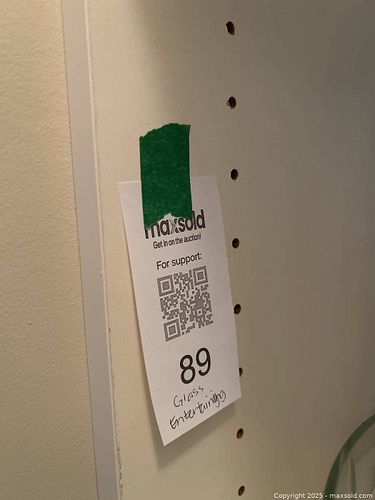 maxsold
Get in on the auction!
For support:
89
Glass
Entertaining
Copyright 2025 - maxsold.com